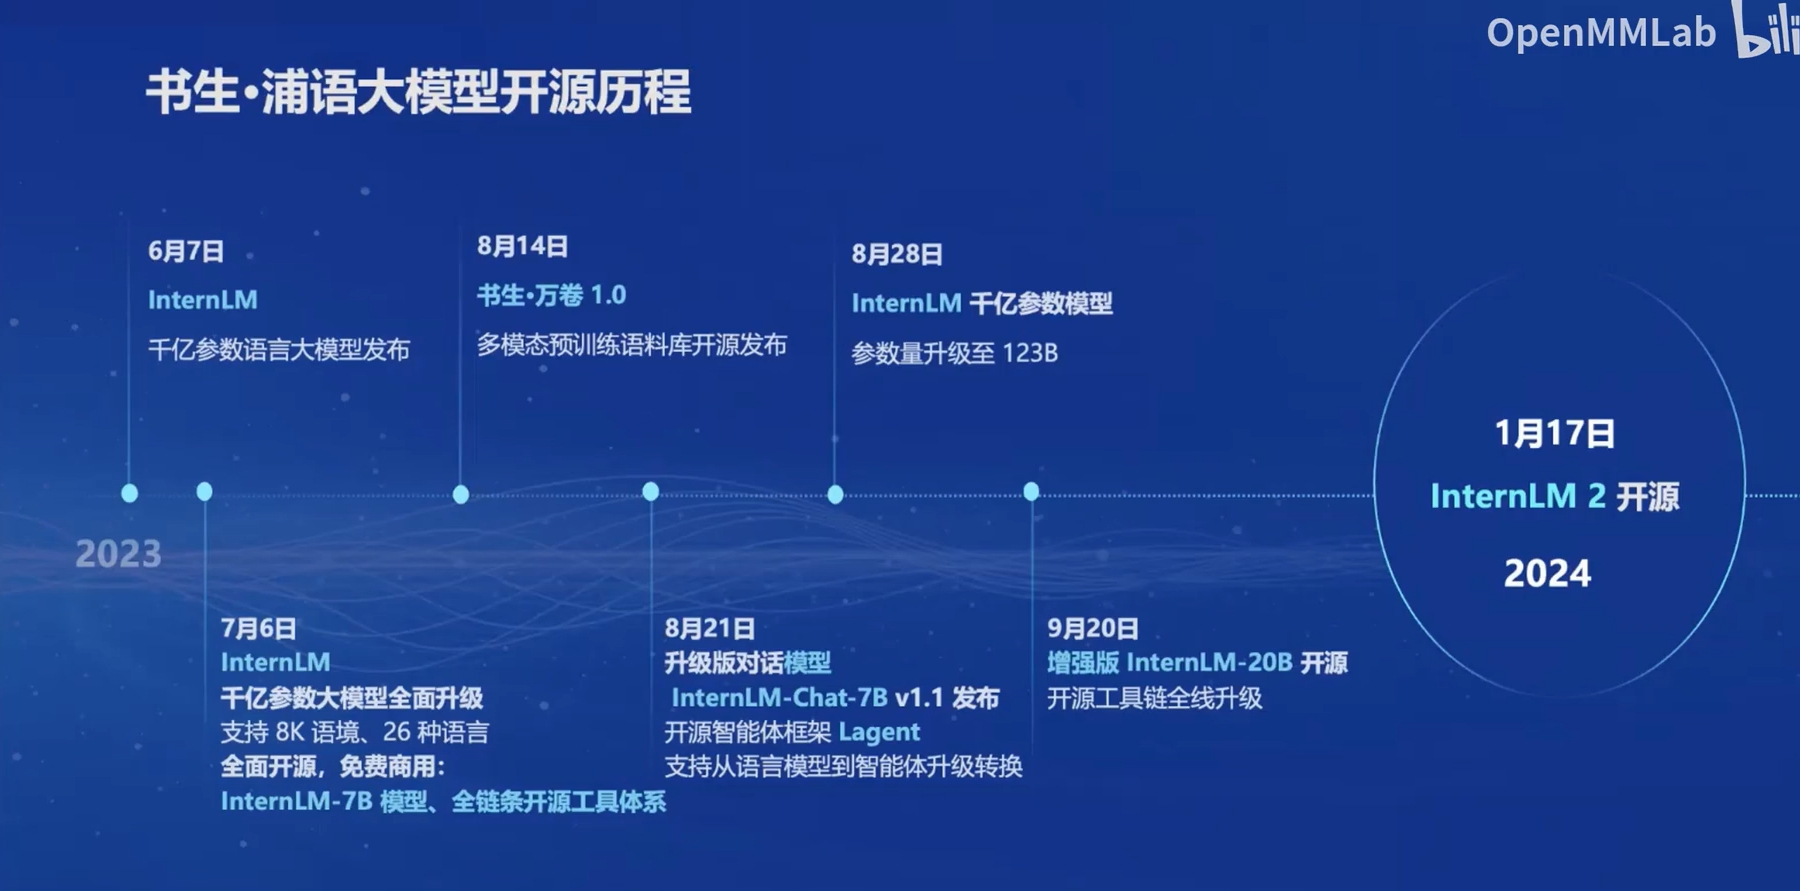 OpenMMLab bili
书生·浦语大模型开源历程
6月7日
InternLM
千亿参数语言大模型发布
8月14日
书生·万卷 1.0
多模态预训练语料库开源发布
8月28日
InternLM 千亿参数模型
参数量升级至 123B
2023
7月6日
InternLM
千亿参数大模型全面升级
支持 8K 语境、26 种语言
全面开源，免费商用：
InternLM-7B 模型、全链条开源工具体系
8月21日
升级版对话模型
InternLM-Chat-7B v1.1 发布
开源智能体框架 Lagent
支持从语言模型到智能体升级转换
9月20日
增强版 InternLM-20B 开源
开源工具链全线升级
1月17日
InternLM 2 开源
2024